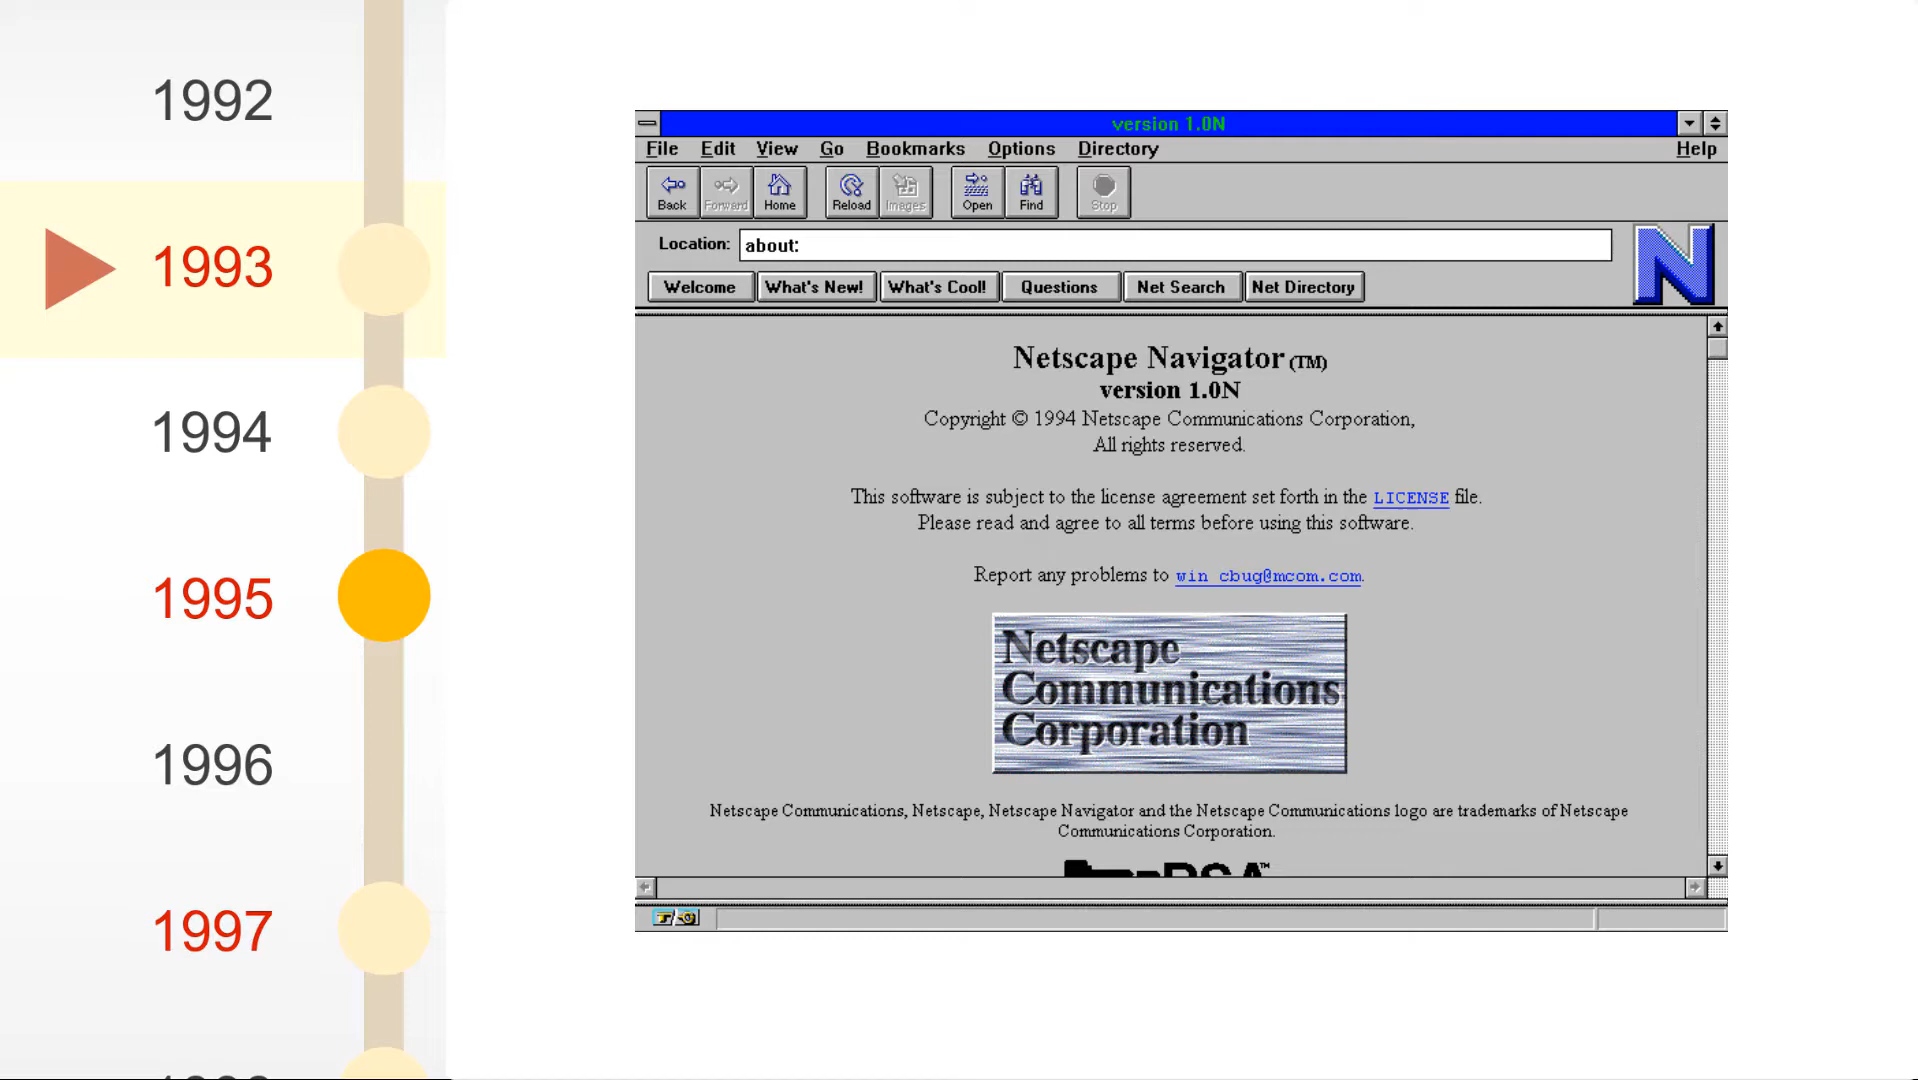 1992
1993
1994
1995
1996
1997
version 1.0N
File Edit View Go Bookmarks Options Directory Help
Back Forward Home Reload Images Open Find Stop
Location: about:
Welcome What's New! What's Cool! Questions Net Search Net Directory
Netscape Navigator (TM)
version 1.0N
Copyright © 1994 Netscape Communications Corporation,
All rights reserved.
This software is subject to the license agreement set forth in the LICENSE file.
Please read and agree to all terms before using this software.
Report any problems to win_cbug@mcom.com.
Netscape
Communications
Corporation
Netscape Communications, Netscape, Netscape Navigator and the Netscape Communications logo are trademarks of Netscape
Communications Corporation.